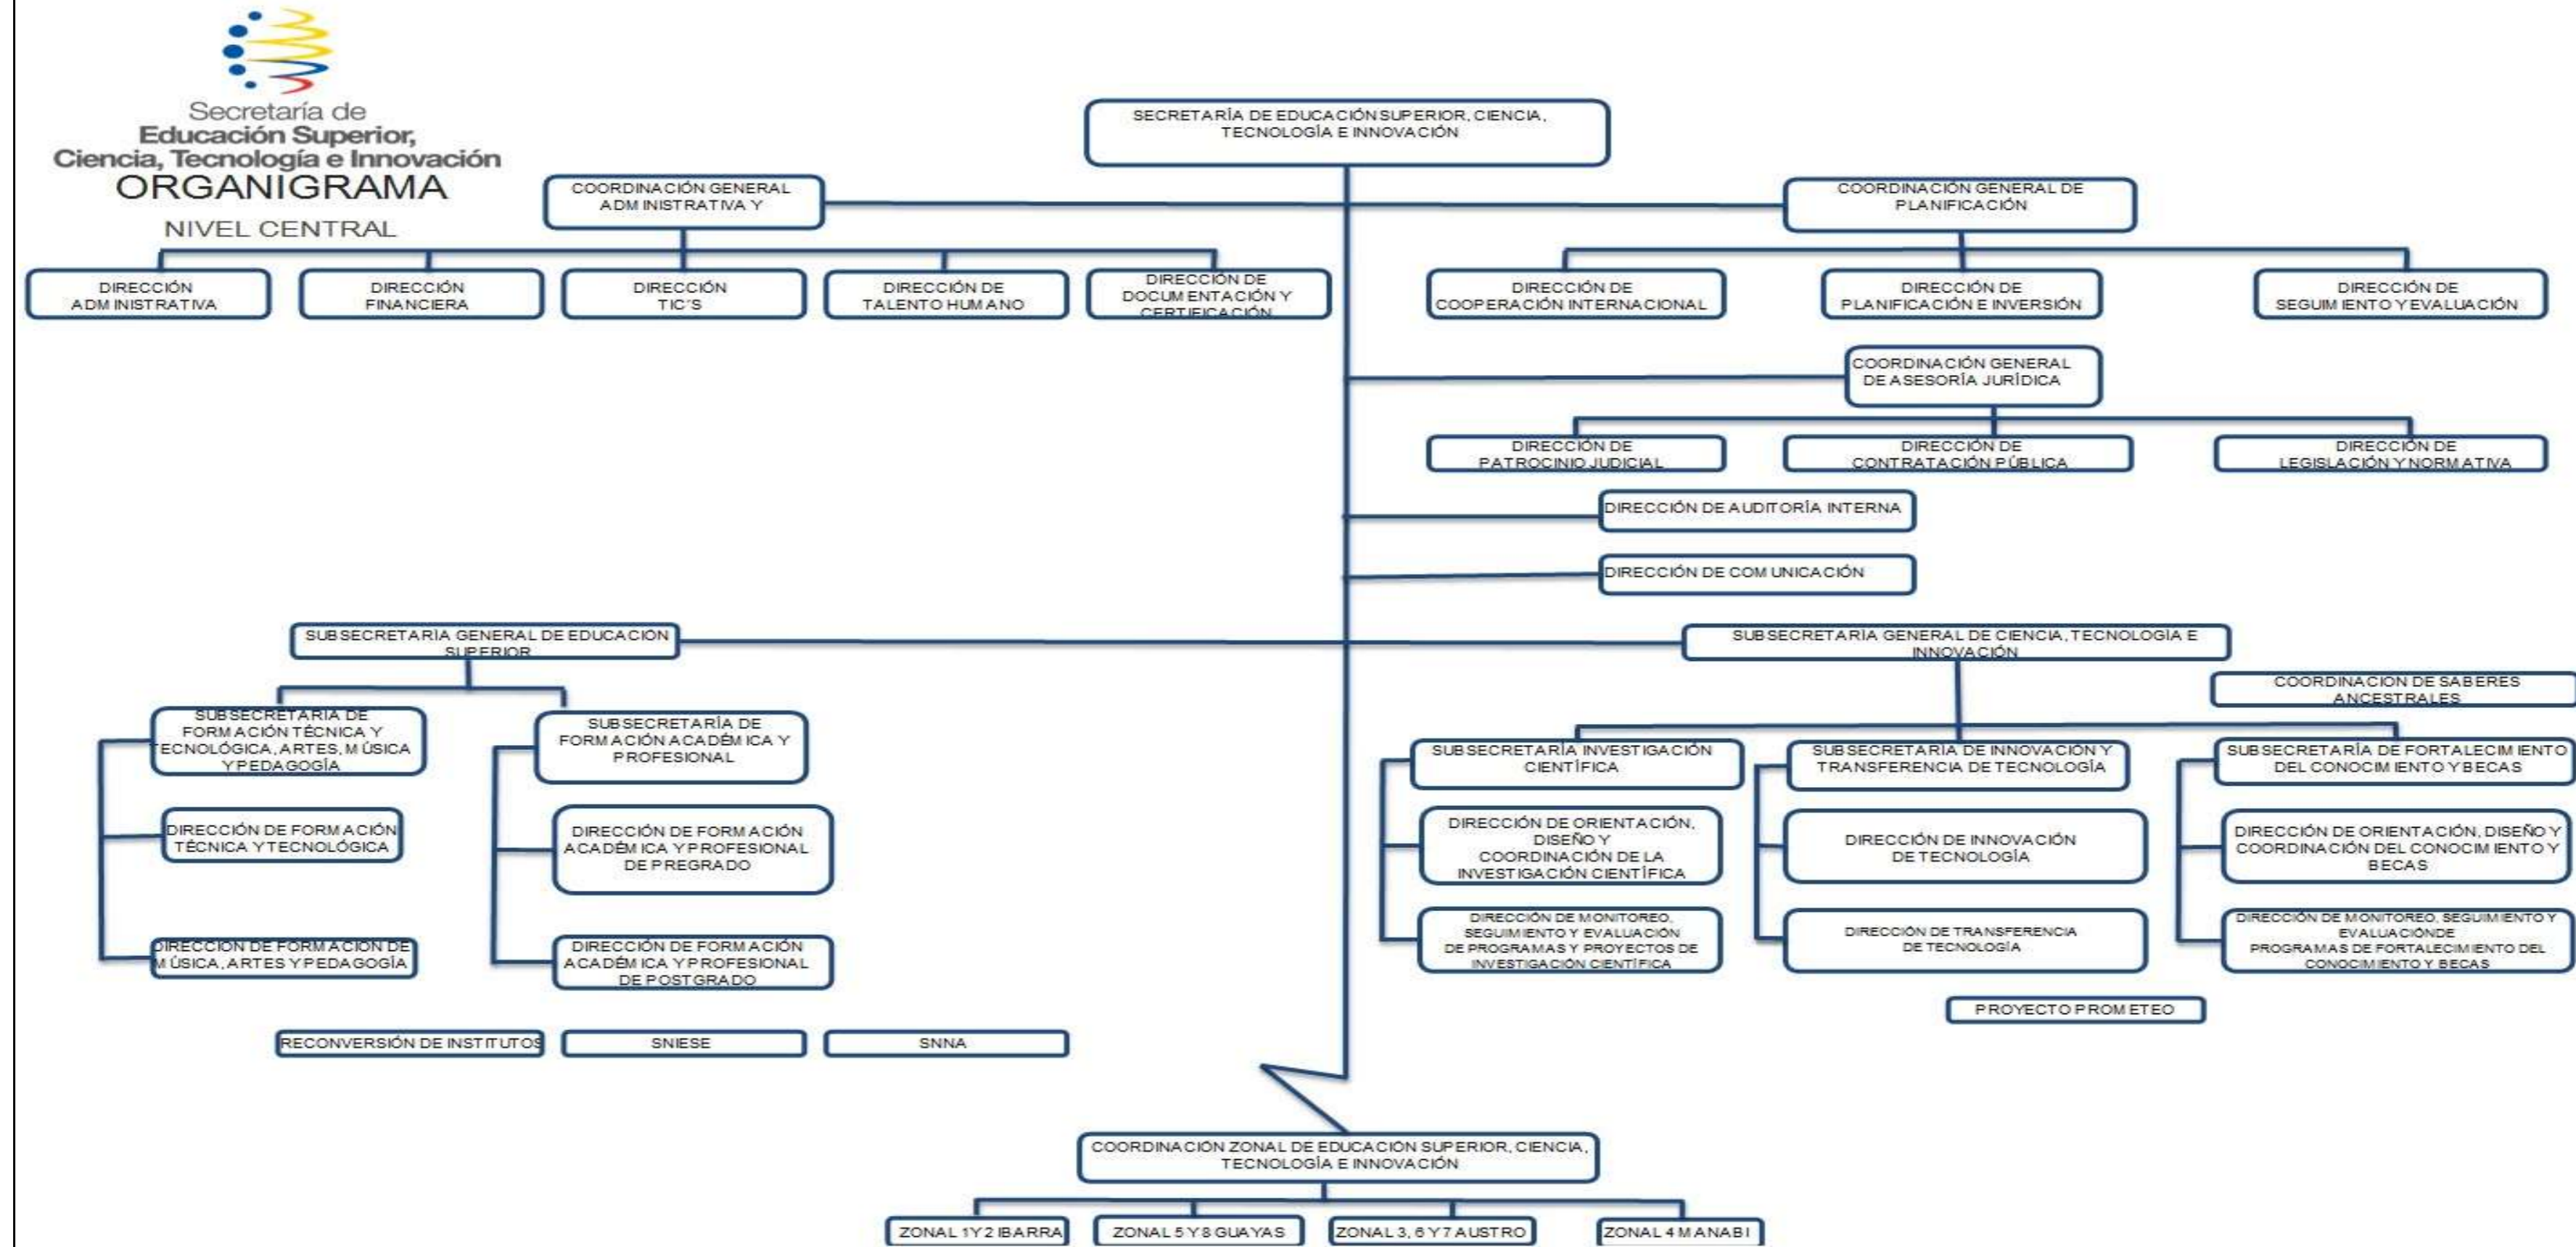 Secretaría de
Educación Superior,
Ciencia, Tecnología e Innovación
ORGANIGRAMA
NIVEL CENTRAL
SECRETARÍA DE EDUCACIÓN SUPERIOR, CIENCIA,
TECNOLOGÍA E INNOVACIÓN
COORDINACIÓN GENERAL
ADMINISTRATIVA Y
COORDINACIÓN GENERAL DE
PLANIFICACIÓN
DIRECCIÓN
ADMINISTRATIVA
DIRECCIÓN
FINANCIERA
DIRECCIÓN
TIC´S
DIRECCIÓN DE
TALENTO HUMANO
DIRECCIÓN DE
DOCUMENTACIÓN Y
CERTIFICACIÓN
DIRECCIÓN DE
COOPERACIÓN INTERNACIONAL
DIRECCIÓN DE
PLANIFICACIÓN E INVERSIÓN
DIRECCIÓN DE
SEGUIMIENTO Y EVALUACIÓN
COORDINACIÓN GENERAL
DE ASESORÍA JURÍDICA
DIRECCIÓN DE
PATROCINIO JUDICIAL
DIRECCIÓN DE
CONTRATACIÓN PÚBLICA
DIRECCIÓN DE
LEGISLACIÓN Y NORMATIVA
DIRECCIÓN DE AUDITORÍA INTERNA
DIRECCIÓN DE COMUNICACIÓN
SUBSECRETARÍA GENERAL DE EDUCACIÓN
SUPERIOR
SUBSECRETARÍA GENERAL DE CIENCIA, TECNOLOGÍA E
INNOVACIÓN
COORDINACION DE SABERES
ANCESTRALES
SUBSECRETARÍA DE
FORMACIÓN TÉCNICA Y
TECNOLÓGICA, ARTES, MÚSICA
Y PEDAGOGÍA
SUBSECRETARÍA DE
FORMACIÓN ACADÉMICA Y
PROFESIONAL
SUBSECRETARÍA INVESTIGACIÓN
CIENTÍFICA
SUBSECRETARÍA DE INNOVACIÓN Y
TRANSFERENCIA DE TECNOLOGÍA
SUBSECRETARÍA DE FORTALECIMIENTO
DEL CONOCIMIENTO Y BECAS
DIRECCIÓN DE FORMACIÓN
TÉCNICA Y TECNOLÓGICA
DIRECCIÓN DE FORMACIÓN
ACADÉMICA Y PROFESIONAL
DE PREGRADO
DIRECCIÓN DE ORIENTACIÓN,
DISEÑO Y
COORDINACIÓN DE LA
INVESTIGACIÓN CIENTÍFICA
DIRECCIÓN DE INNOVACIÓN
DE TECNOLOGÍA
DIRECCIÓN DE ORIENTACIÓN, DISEÑO Y
COORDINACIÓN DEL CONOCIMIENTO Y
BECAS
DIRECCIÓN DE FORMACIÓN DE
MÚSICA, ARTES Y PEDAGOGÍA
DIRECCIÓN DE FORMACIÓN
ACADÉMICA Y PROFESIONAL
DE POSTGRADO
DIRECCIÓN DE MONITOREO,
SEGUIMIENTO Y EVALUACIÓN
DE PROGRAMAS Y PROYECTOS DE
INVESTIGACIÓN CIENTÍFICA
DIRECCIÓN DE TRANSFERENCIA
DE TECNOLOGÍA
DIRECCIÓN DE MONITOREO, SEGUIMIENTO Y
EVALUACIÓNDE
PROGRAMAS DE FORTALECIMIENTO DEL
CONOCIMIENTO Y BECAS
PROYECTO PROMETEO
RECONVERSIÓN DE INSTITUTOS
SNIESE
SNNA
COORDINACIÓN ZONAL DE EDUCACIÓN SUPERIOR, CIENCIA,
TECNOLOGÍA E INNOVACIÓN
ZONAL 1Y 2 IBARRA
ZONAL 5 Y 8 GUAYAS
ZONAL 3, 6 Y 7 AUSTRO
ZONAL 4 MANABI